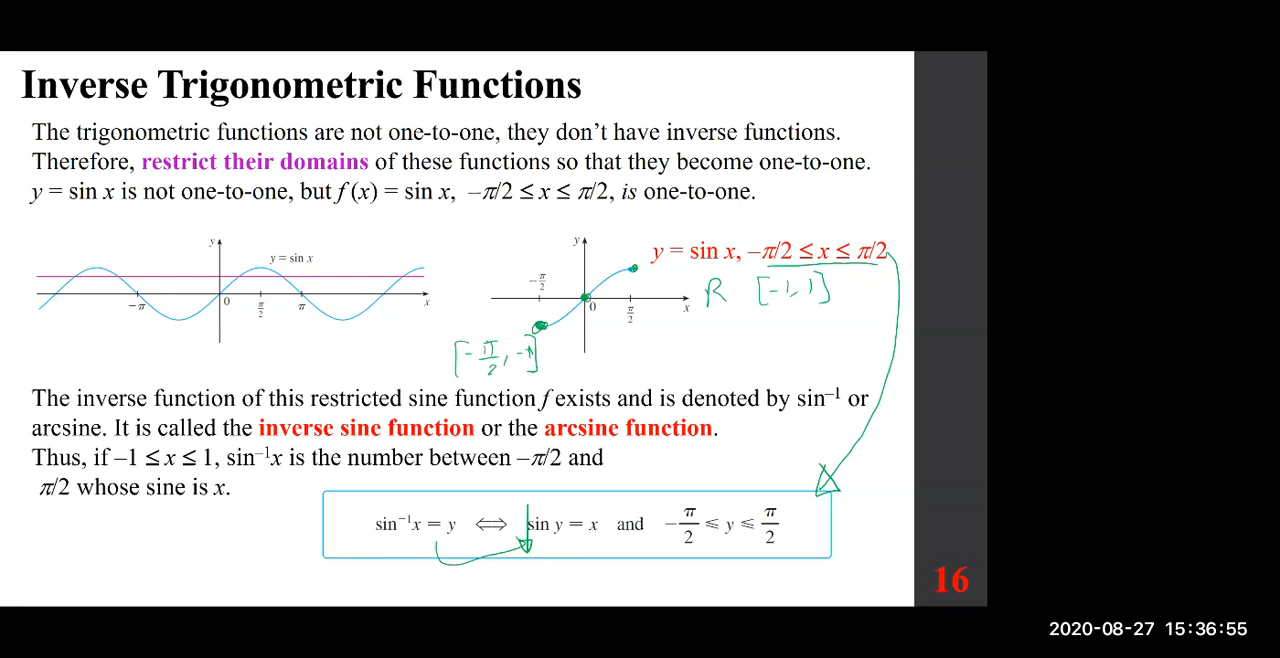 Inverse Trigonometric Functions
The trigonometric functions are not one-to-one, they don't have inverse functions.
Therefore, restrict their domains of these functions so that they become one-to-one.
y = sin x is not one-to-one, but f (x) = sin x, −π/2 ≤ x ≤ π/2, is one-to-one.
y
y = sin x
−π
0
π/2
π
x
y
−π/2
0
π/2
x
y = sin x, −π/2 ≤ x ≤ π/2
R [-1, 1]
[-π/2, -1]
The inverse function of this restricted sine function f exists and is denoted by sin⁻¹ or
arcsine. It is called the inverse sine function or the arcsine function.
Thus, if −1 ≤ x ≤ 1, sin⁻¹x is the number between −π/2 and
π/2 whose sine is x.
sin⁻¹x = y ⟺ sin y = x and −π/2 ≤ y ≤ π/2
16
2020-08-27 15:36:55